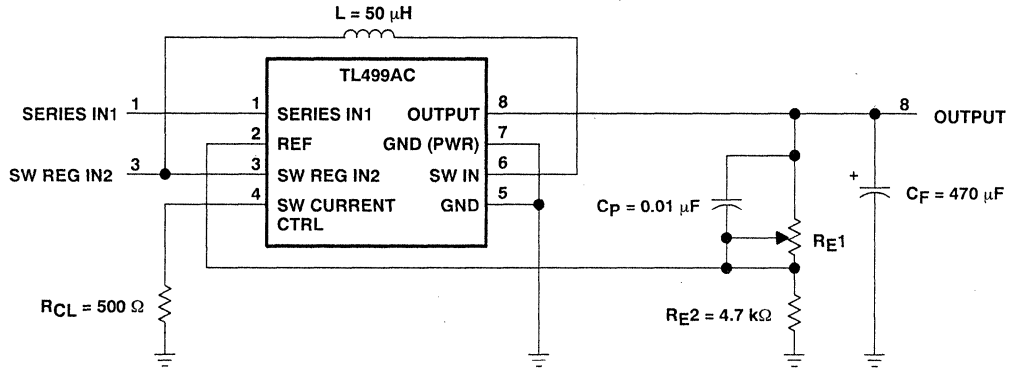 L = 50 μH
TL499AC
SERIES IN1 1
1 SERIES IN1
OUTPUT 8
8 OUTPUT
2 REF
GND (PWR) 7
SW REG IN2 3
3 SW REG IN2
SW IN 6
4 SW CURRENT
CTRL
GND 5
+
CP = 0.01 μF
CF = 470 μF
RE1
RCL = 500 Ω
RE2 = 4.7 kΩ